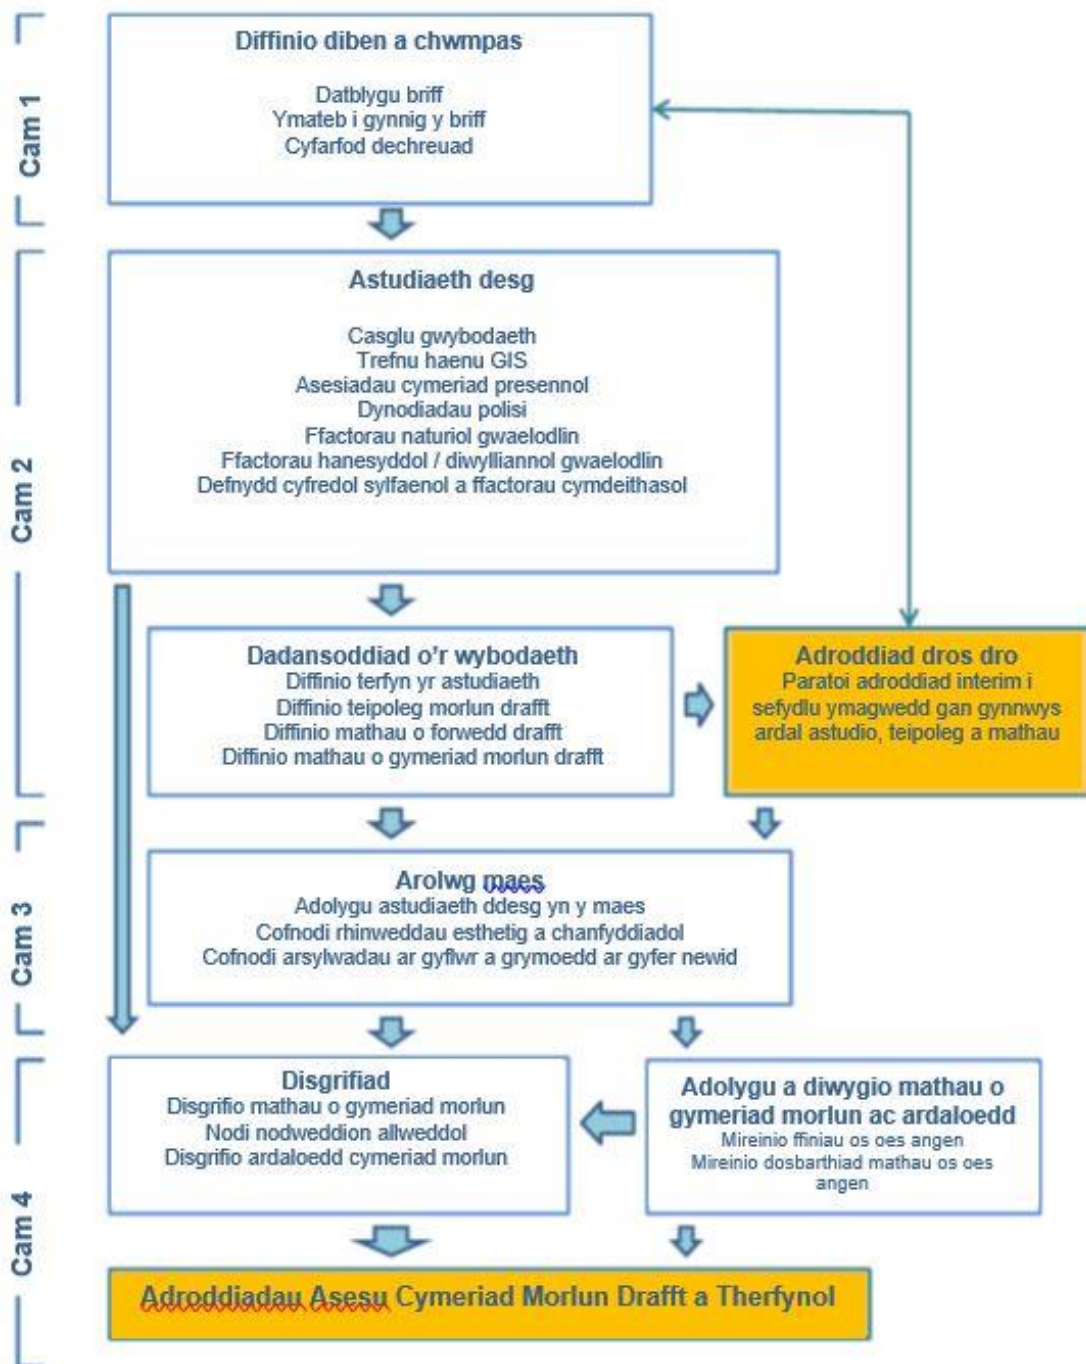 Cam 1
Diffinio diben a chwmpas
Datblygu briff
Ymateb i gynnig y briff
Cyfarfod dechreuad
Cam 2
Astudiaeth desg
Casglu gwybodaeth
Trefnu haenu GIS
Asesiadau cymeriad presennol
Dynodiadau polisi
Ffactorau naturiol gwaelodlin
Ffactorau hanesyddol / diwylliannol gwaelodlin
Defnydd cyfredol sylfaenol a ffactorau cymdeithasol
Dadansoddiad o'r wybodaeth
Diffinio terfyn yr astudiaeth
Diffinio teipoleg morlun drafft
Diffinio mathau o forwedd drafft
Diffinio mathau o gymeriad morlun drafft
Adroddiad dros dro
Paratoi adroddiad interim i
sefydlu ymagwedd gan gynnwys
ardal astudio, teipoleg a mathau
Cam 3
Arolwg maes
Adolygu astudiaeth ddesg yn y maes
Cofnodi rhinweddau esthetig a chanfyddiadol
Cofnodi arsylwadau ar gyflwr a grymoedd ar gyfer newid
Cam 4
Disgrifiad
Disgrifio mathau o gymeriad morlun
Nodi nodweddion allweddol
Disgrifio ardaloedd cymeriad morlun
Adolygu a diwygio mathau o
gymeriad morlun ac ardaloedd
Mireinio ffiniau os oes angen
Mireinio dosbarthiad mathau os oes
angen
Adroddiadau Asesu Cymeriad Morlun Drafft a Therfynol